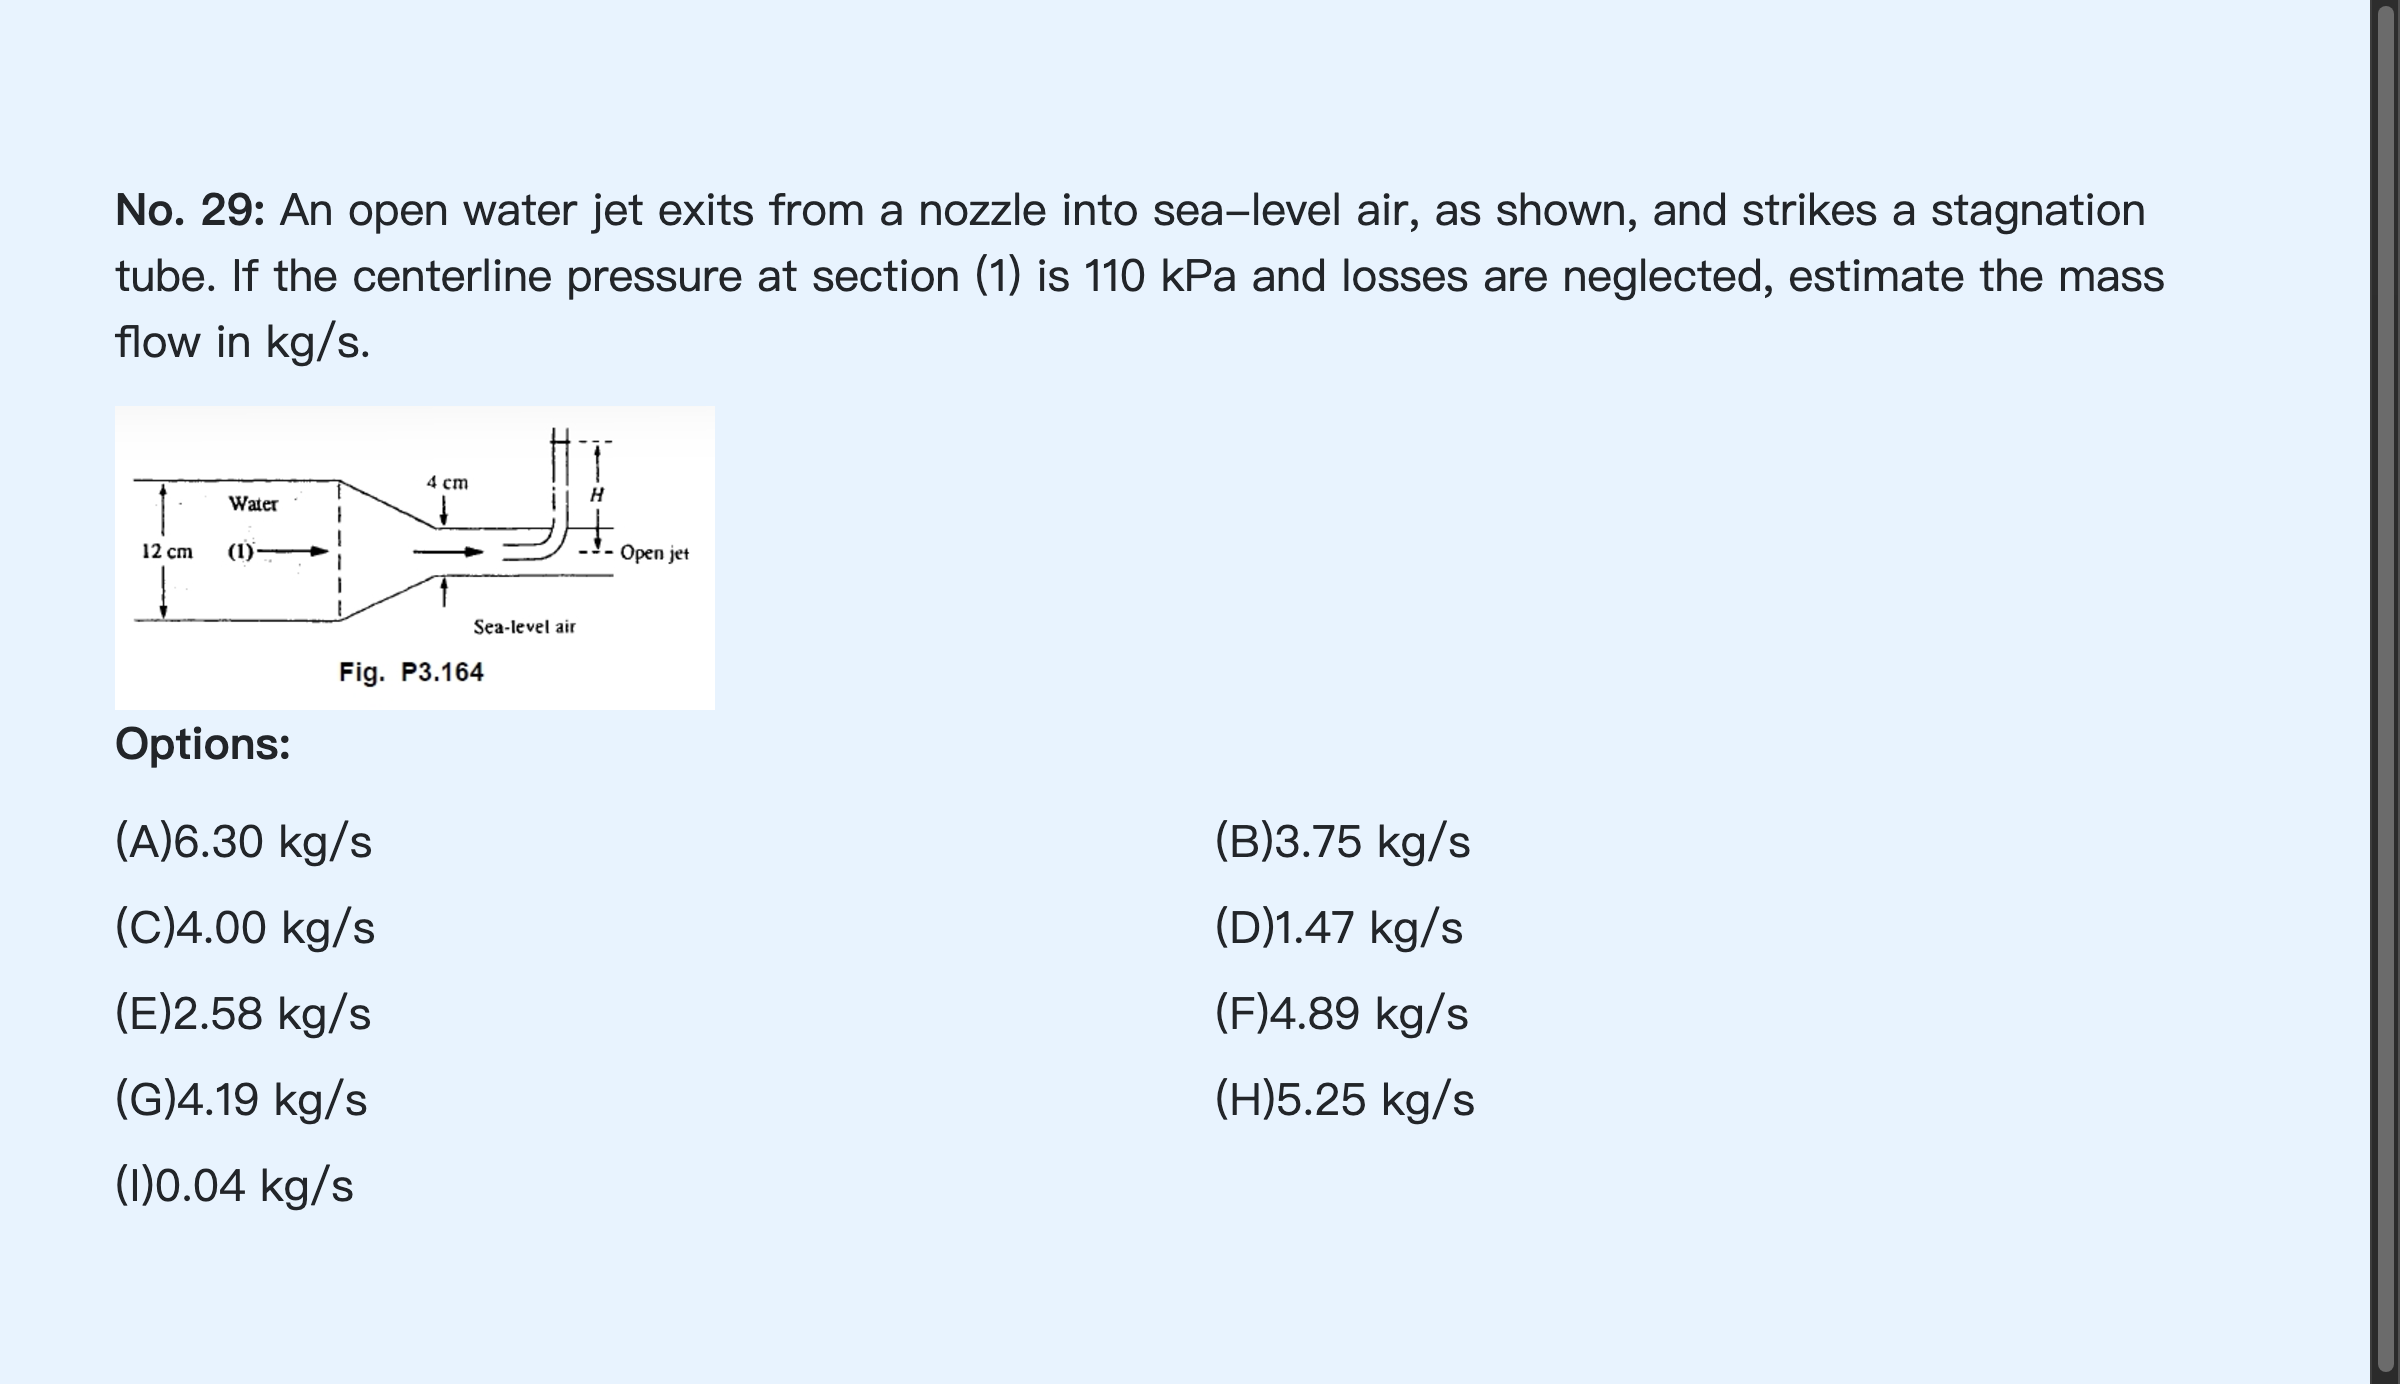 No. 29: An open water jet exits from a nozzle into sea–level air, as shown, and strikes a stagnation
tube. If the centerline pressure at section (1) is 110 kPa and losses are neglected, estimate the mass
flow in kg/s.
4 cm
Water
H
12 cm
(1)
Open jet
Sea-level air
Fig. P3.164
Options:
(A)6.30 kg/s
(B)3.75 kg/s
(C)4.00 kg/s
(D)1.47 kg/s
(E)2.58 kg/s
(F)4.89 kg/s
(G)4.19 kg/s
(H)5.25 kg/s
(I)0.04 kg/s